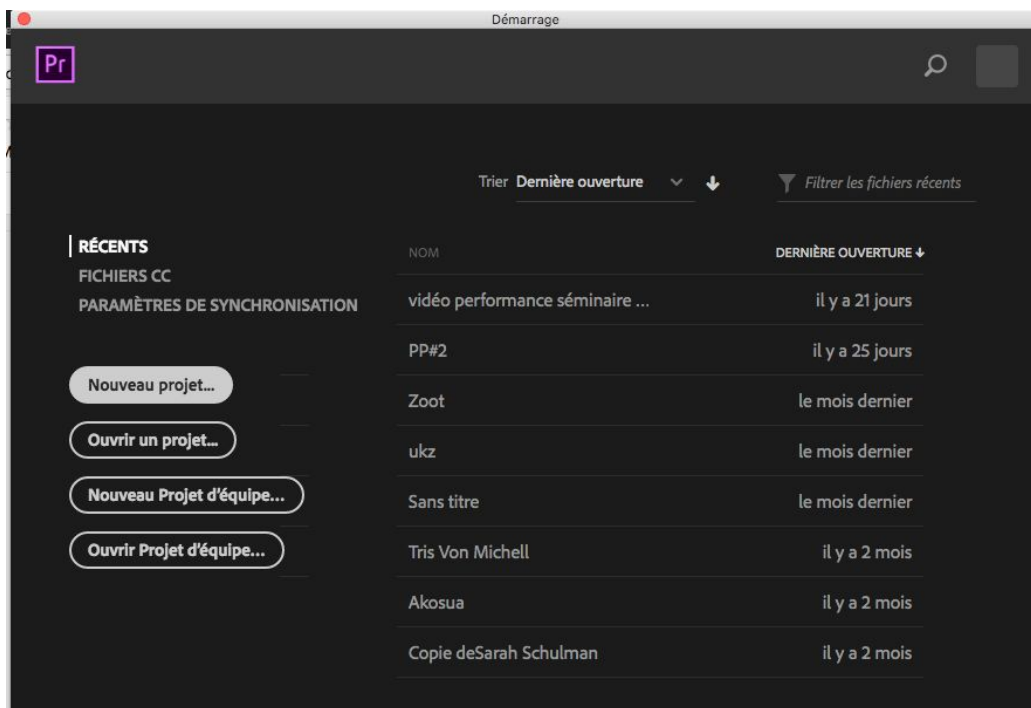 Démarrage
Pr
Trier Dernière ouverture
Filtrer les fichiers récents
RÉCENTS
FICHIERS CC
PARAMÈTRES DE SYNCHRONISATION
Nouveau projet...
Ouvrir un projet...
Nouveau Projet d'équipe...
Ouvrir Projet d'équipe...
NOM DERNIÈRE OUVERTURE
vidéo performance séminaire ... il y a 21 jours
PP#2 il y a 25 jours
Zoot le mois dernier
ukz le mois dernier
Sans titre le mois dernier
Tris Von Michell il y a 2 mois
Akosua il y a 2 mois
Copie deSarah Schulman il y a 2 mois